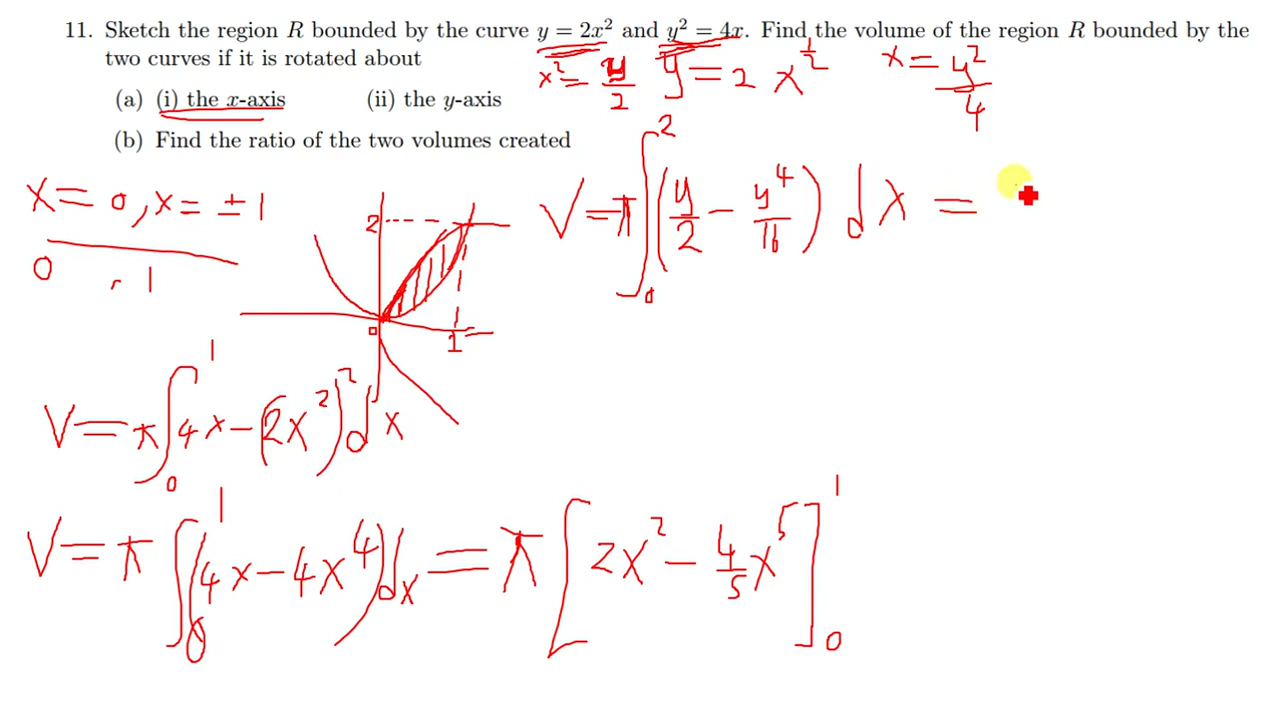 11. Sketch the region R bounded by the curve y = 2x² and y² = 4x. Find the volume of the region R bounded by the
two curves if it is rotated about
x² = y/2 y = 2 x^½ x = y²/4
(a) (i) the x-axis (ii) the y-axis
(b) Find the ratio of the two volumes created
x = 0, x = ± 1
0 , 1
V = π ∫₀² (y/2 − y⁴/16) dx =
2
0
1
V = π ∫₀¹ 4x − (2x²)² dx
V = π ∫₀¹ (4x − 4x⁴) dx = π [2x² − 4/5 x⁵]₀¹